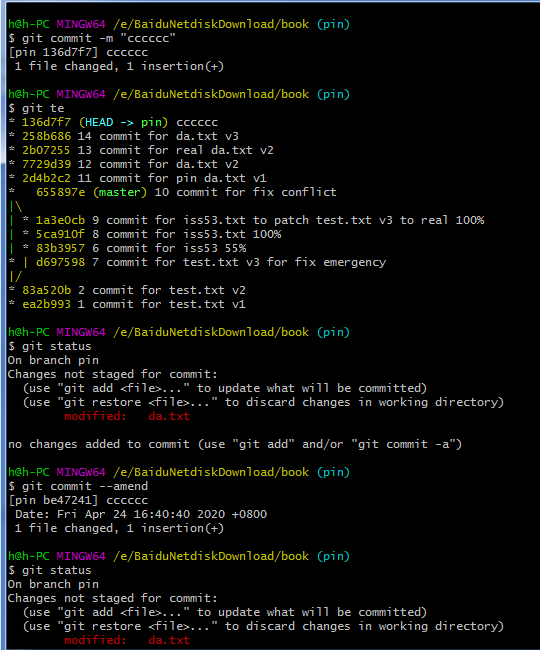 h@h-PC MINGW64 /e/BaiduNetdiskDownload/book (pin)
$ git commit -m "cccccc"
[pin 136d7f7] cccccc
 1 file changed, 1 insertion(+)

h@h-PC MINGW64 /e/BaiduNetdiskDownload/book (pin)
$ git te
* 136d7f7 (HEAD -> pin) cccccc
* 258b686 14 commit for da.txt v3
* 2b07255 13 commit for real da.txt v2
* 7729d39 12 commit for da.txt v2
* 2d4b2c2 11 commit for pin da.txt v1
*   655897e (master) 10 commit for fix conflict
|\
| * 1a3e0cb 9 commit for iss53.txt to patch test.txt v3 to real 100%
| * 5ca910f 8 commit for iss53.txt 100%
| * 83b3957 6 commit for iss53 55%
* | d697598 7 commit for test.txt v3 for fix emergency
|/
* 83a520b 2 commit for test.txt v2
* ea2b993 1 commit for test.txt v1

h@h-PC MINGW64 /e/BaiduNetdiskDownload/book (pin)
$ git status
On branch pin
Changes not staged for commit:
  (use "git add <file>..." to update what will be committed)
  (use "git restore <file>..." to discard changes in working directory)
        modified:   da.txt

no changes added to commit (use "git add" and/or "git commit -a")

h@h-PC MINGW64 /e/BaiduNetdiskDownload/book (pin)
$ git commit --amend
[pin be47241] cccccc
 Date: Fri Apr 24 16:40:40 2020 +0800
 1 file changed, 1 insertion(+)

h@h-PC MINGW64 /e/BaiduNetdiskDownload/book (pin)
$ git status
On branch pin
Changes not staged for commit:
  (use "git add <file>..." to update what will be committed)
  (use "git restore <file>..." to discard changes in working directory)
        modified:   da.txt